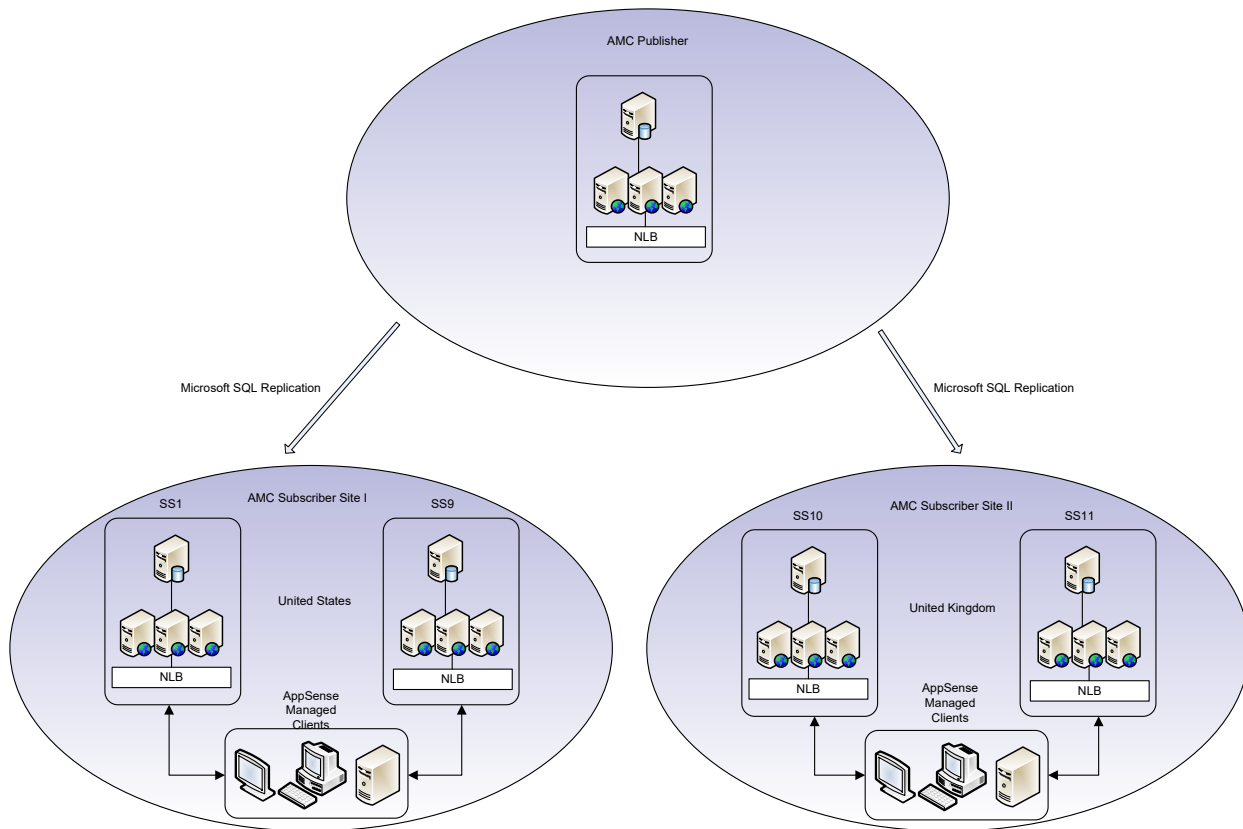 AMC Publisher
NLB
Microsoft SQL Replication
Microsoft SQL Replication
AMC Subscriber Site I
SS1
SS9
United States
NLB
NLB
AppSense
Managed
Clients
AMC Subscriber Site II
SS10
SS11
United Kingdom
NLB
NLB
AppSense
Managed
Clients